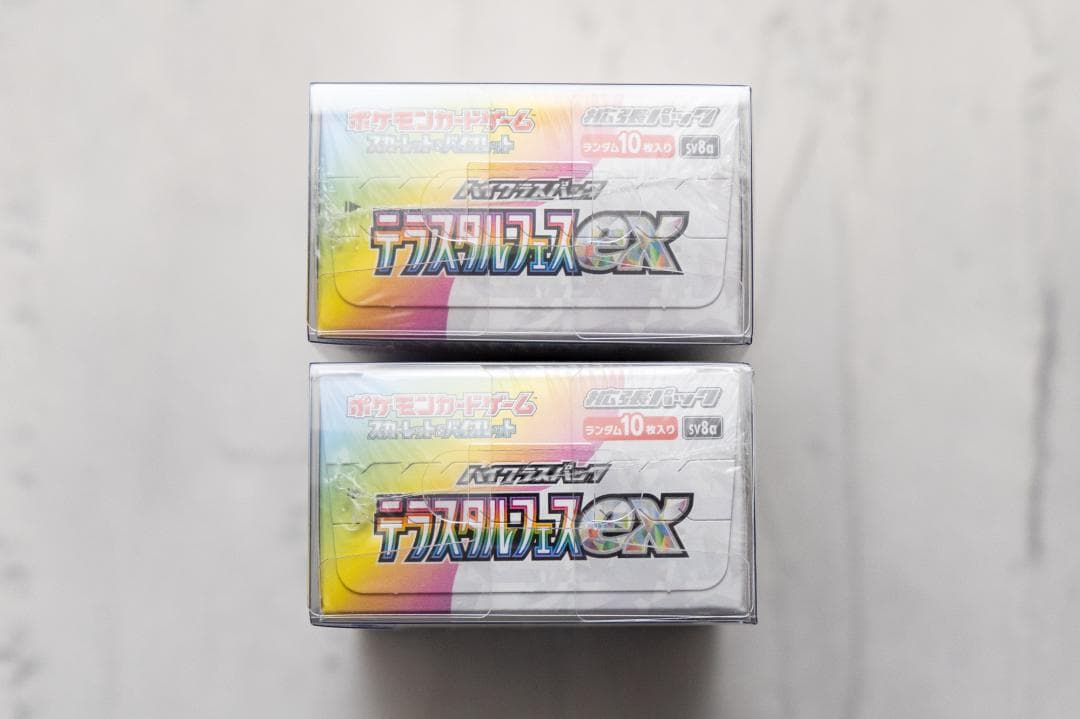 ポケモンカードゲーム
スカーレット&バイオレット
拡張パック
ランダム10枚入り sv8a
ハイクラスパック
テラスタルフェスex
ポケモンカードゲーム
スカーレット&バイオレット
拡張パック
ランダム10枚入り sv8a
ハイクラスパック
テラスタルフェスex